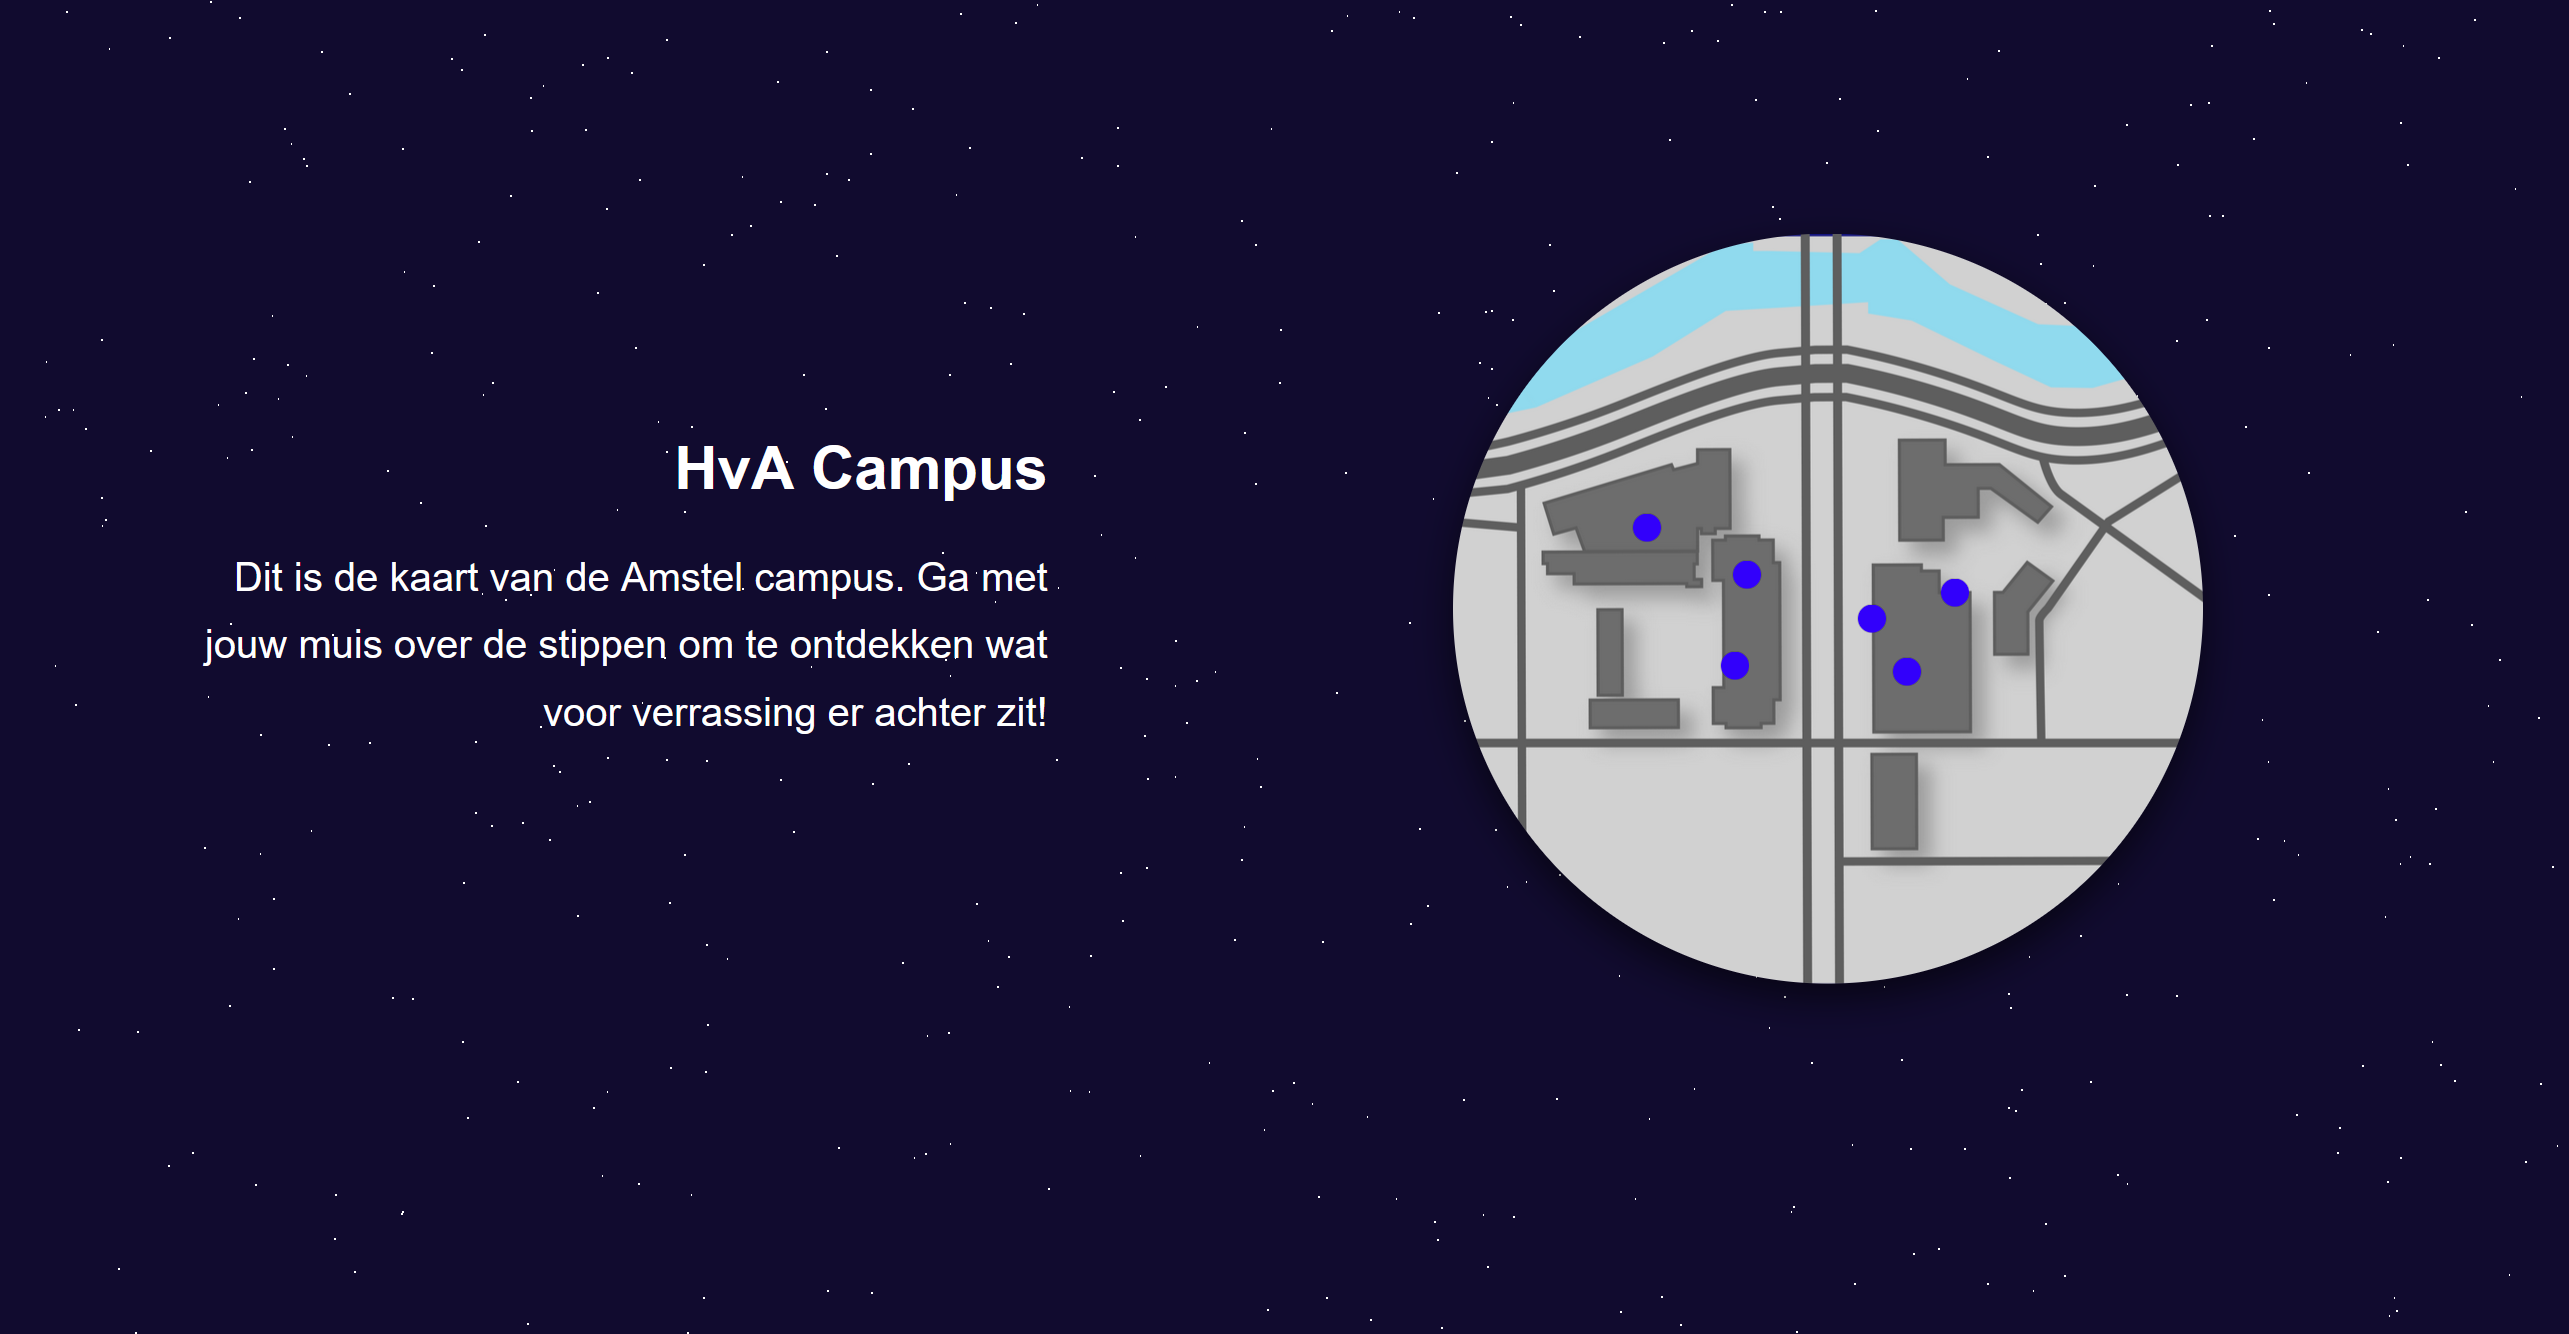 HvA Campus
Dit is de kaart van de Amstel campus. Ga met
jouw muis over de stippen om te ontdekken wat
voor verrassing er achter zit!